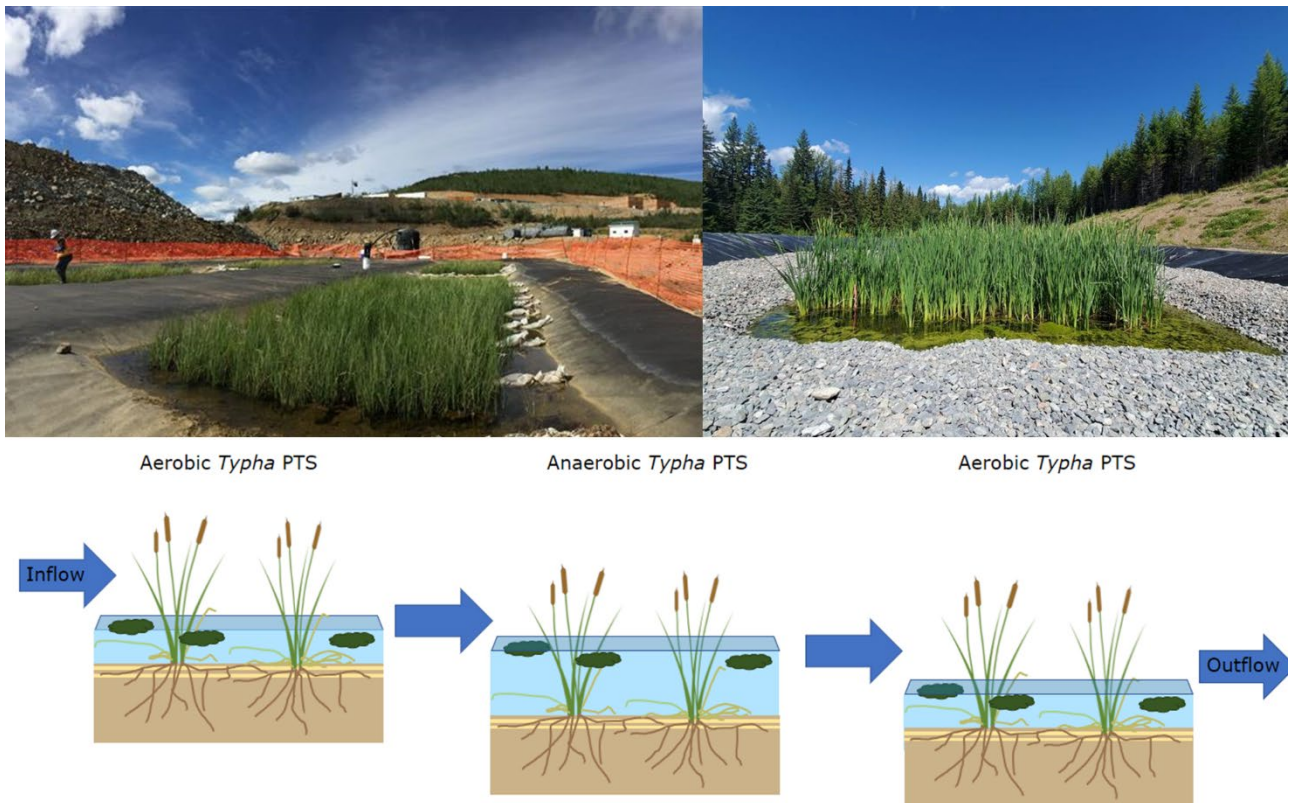 Aerobic Typha PTS
Anaerobic Typha PTS
Aerobic Typha PTS
Inflow
Outflow